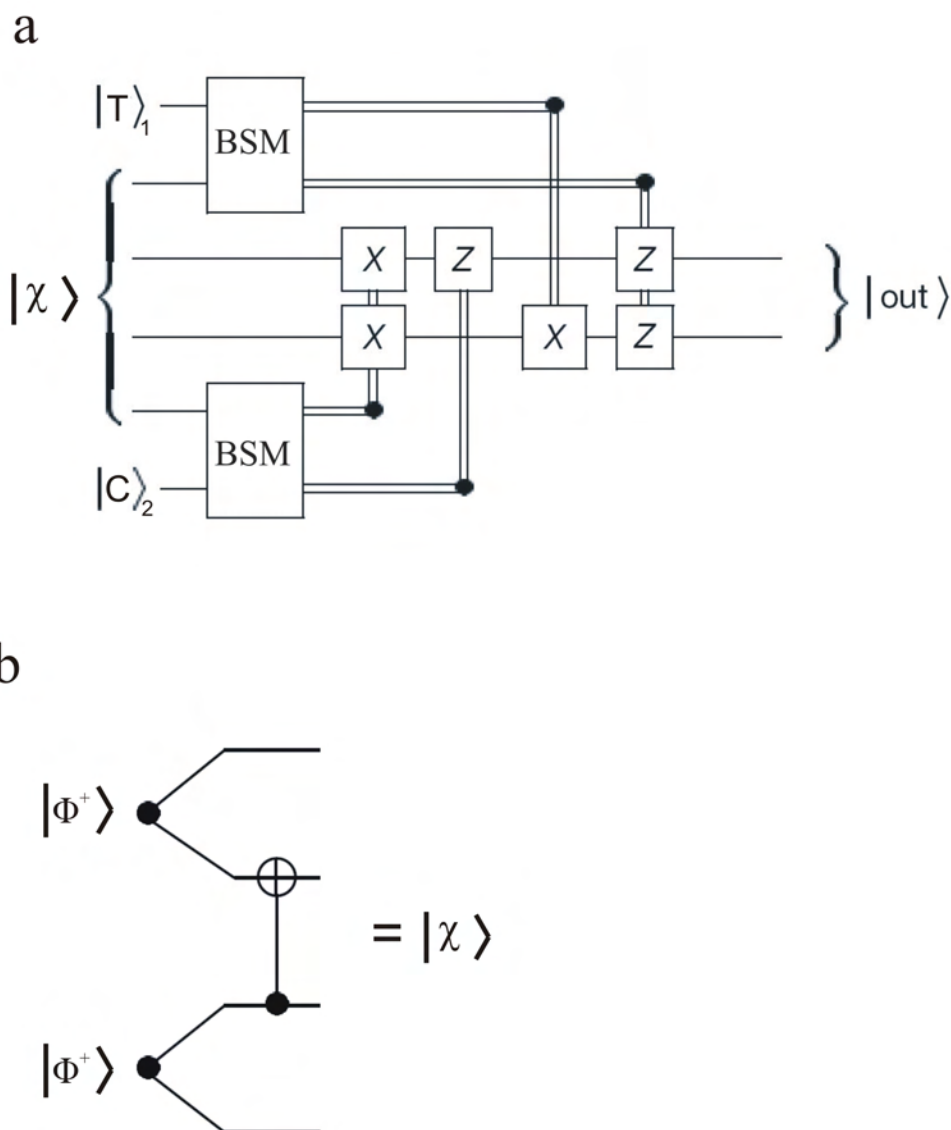 a
|T⟩₁
BSM
X Z Z
|χ⟩ |out⟩
X X Z
BSM
|C⟩₂
b
|Φ⁺⟩
= |χ⟩
|Φ⁺⟩